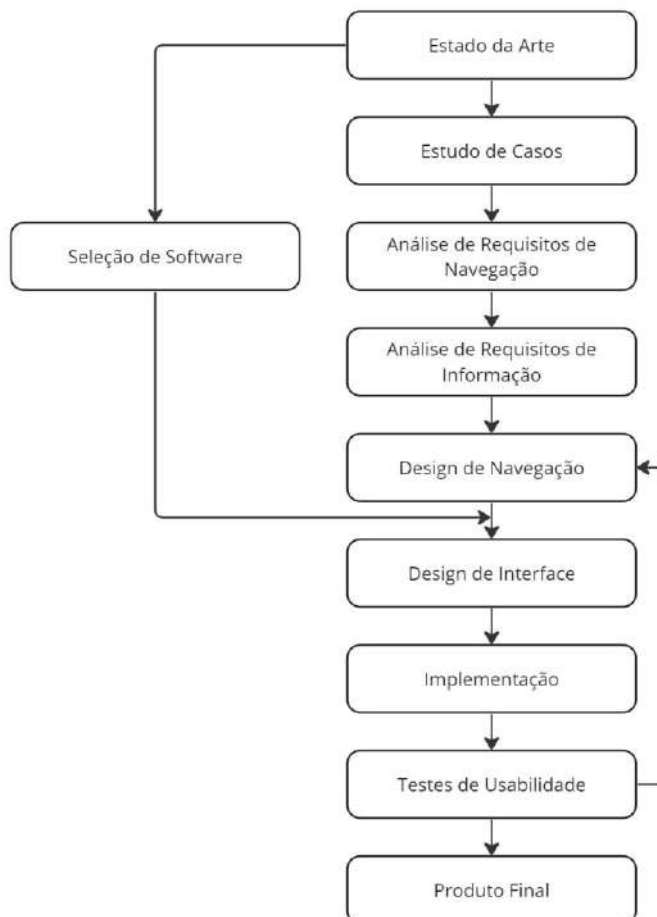 Estado da Arte
Estudo de Casos
Seleção de Software
Análise de Requisitos de
Navegação
Análise de Requisitos de
Informação
Design de Navegação
Design de Interface
Implementação
Testes de Usabilidade
Produto Final